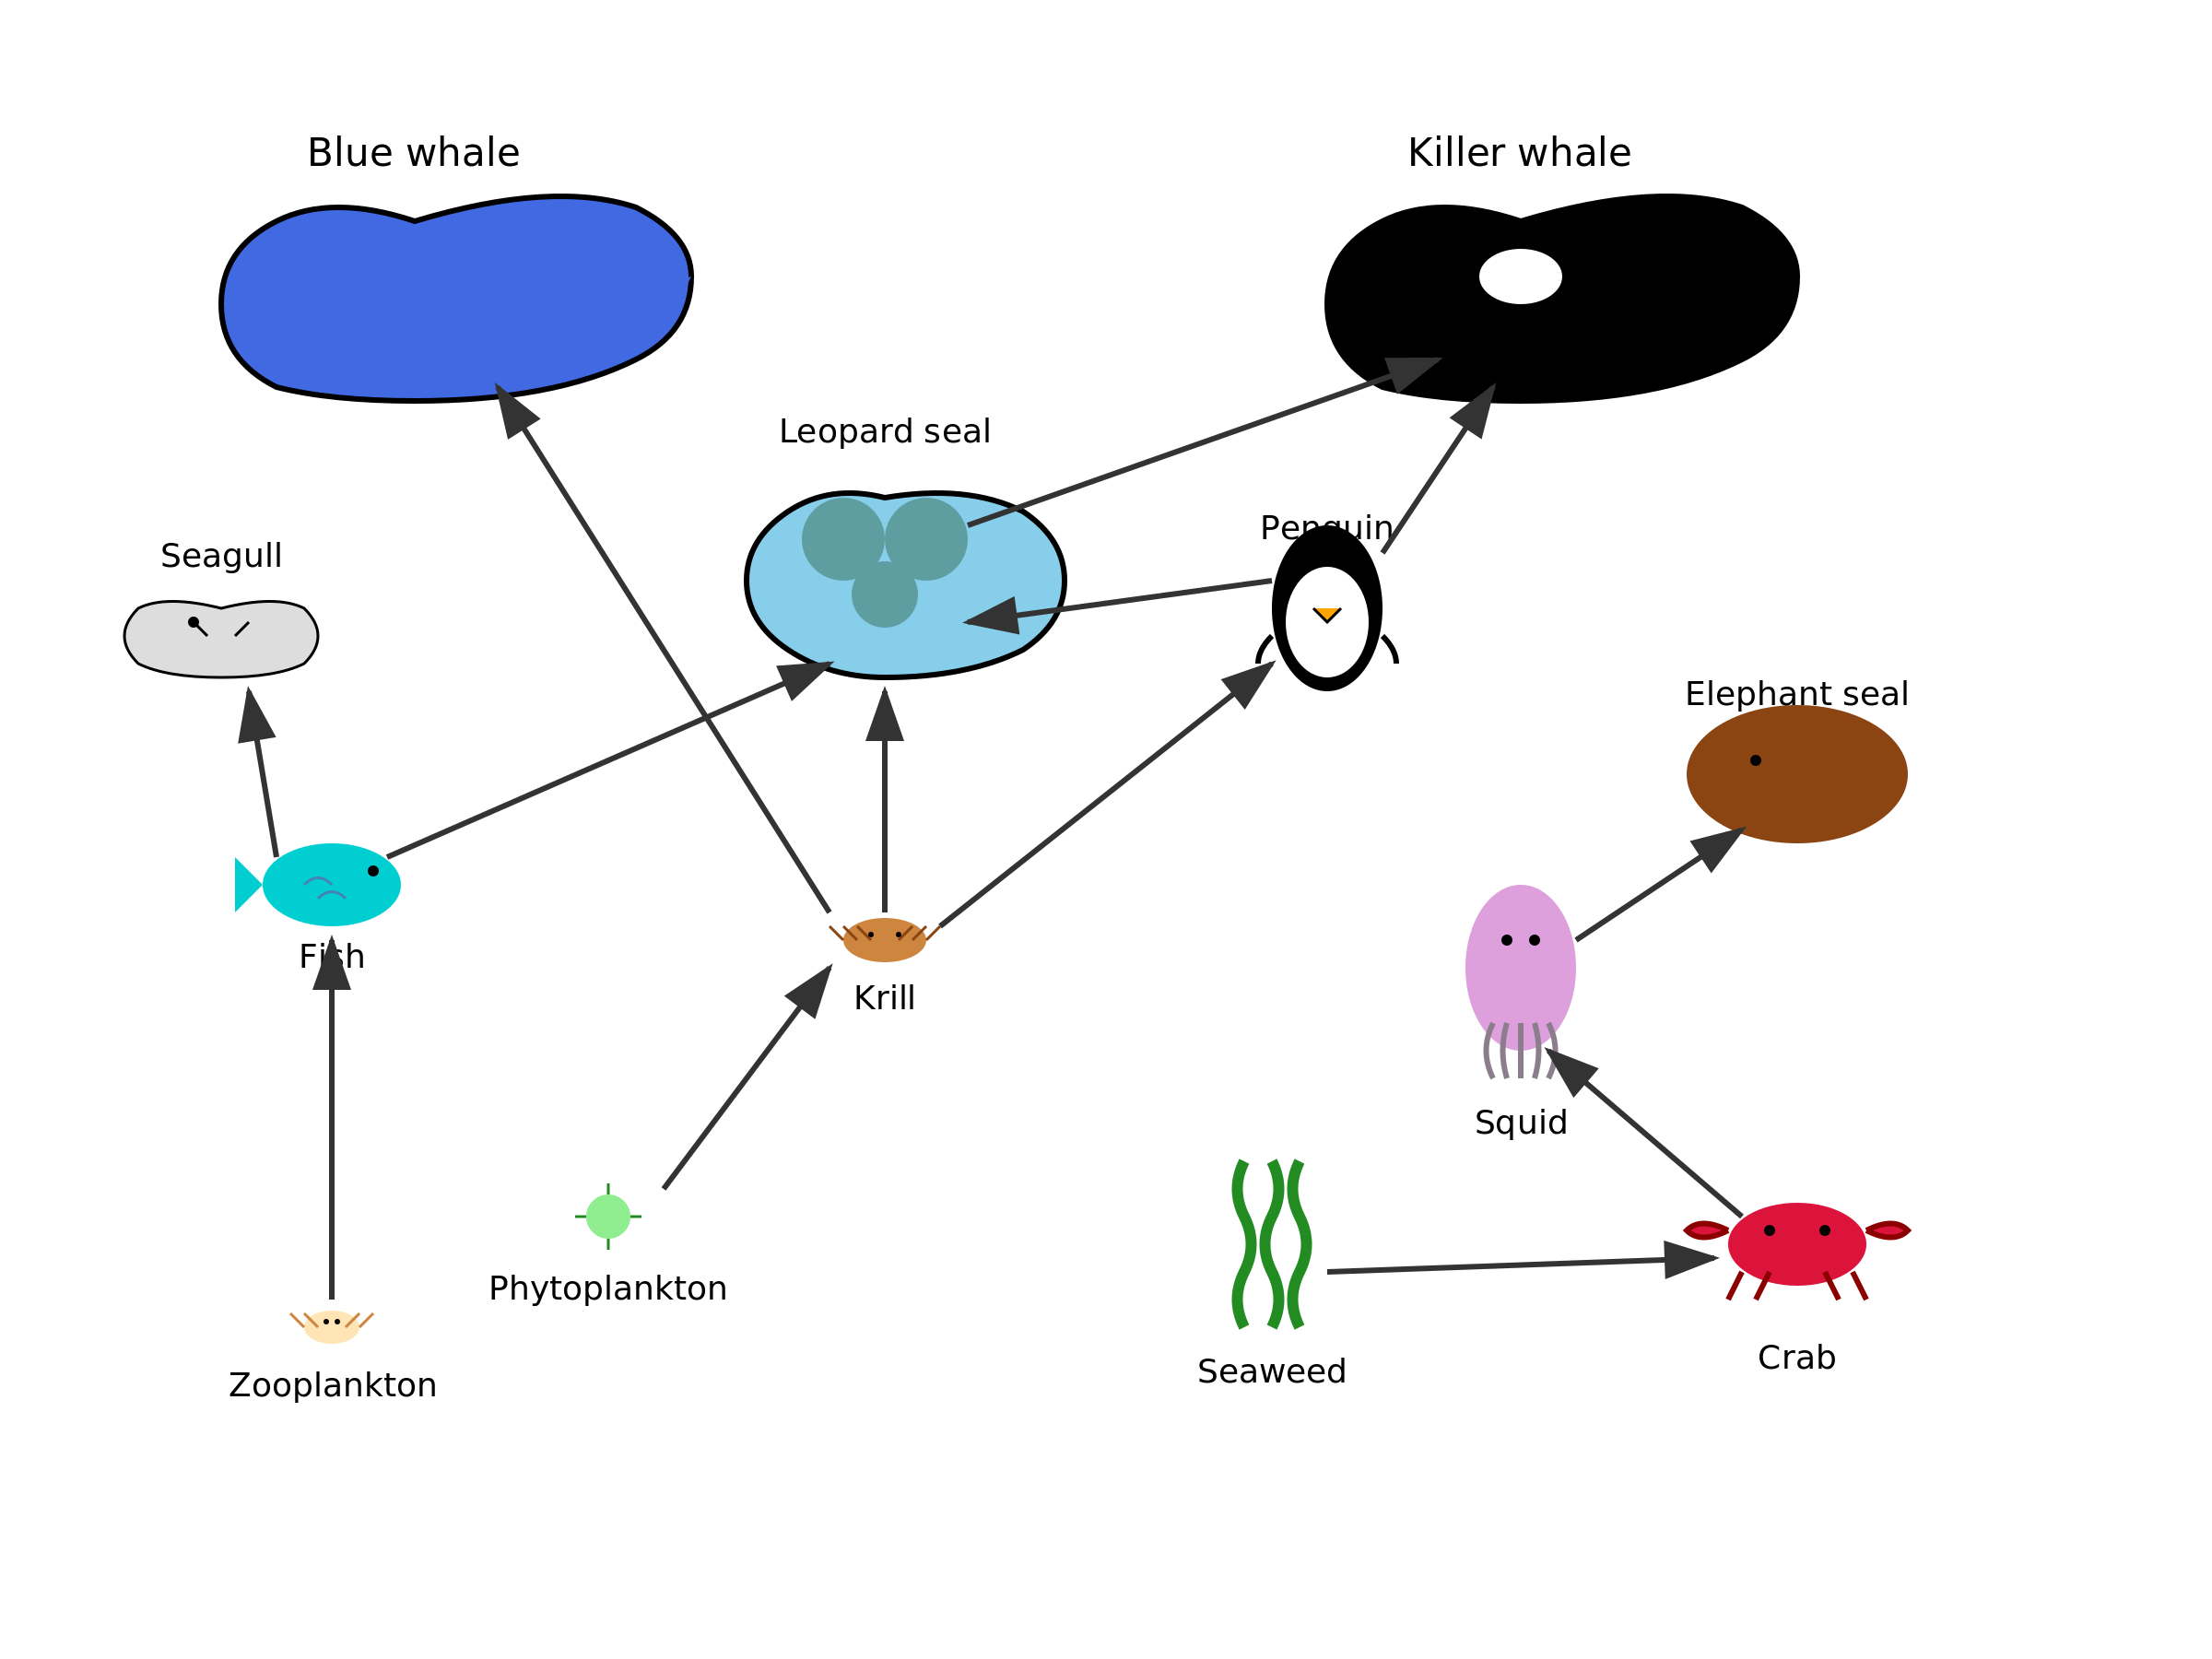 Blue whale
Killer whale
Leopard seal
Penguin
Seagull
Elephant seal
Fish
Krill
Squid
Phytoplankton
Seaweed
Crab
Zooplankton